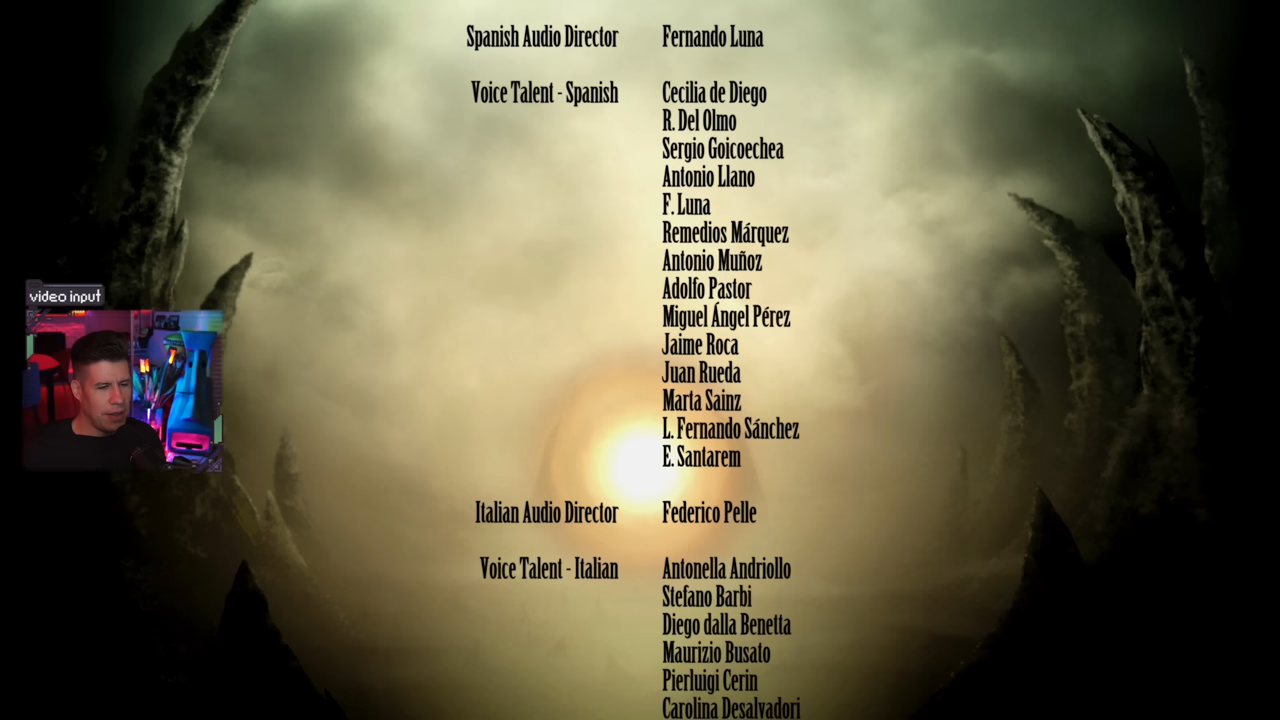 Spanish Audio Director Fernando Luna
Voice Talent - Spanish Cecilia de Diego
R. Del Olmo
Sergio Goicoechea
Antonio Llano
F. Luna
Remedios Márquez
Antonio Muñoz
Adolfo Pastor
video input
Miguel Ángel Pérez
Jaime Roca
Juan Rueda
Marta Sainz
L. Fernando Sánchez
E. Santarem
Italian Audio Director Federico Pelle
Voice Talent - Italian Antonella Andriollo
Stefano Barbi
Diego dalla Benetta
Maurizio Busato
Pierluigi Cerin
Carolina Desalvadori